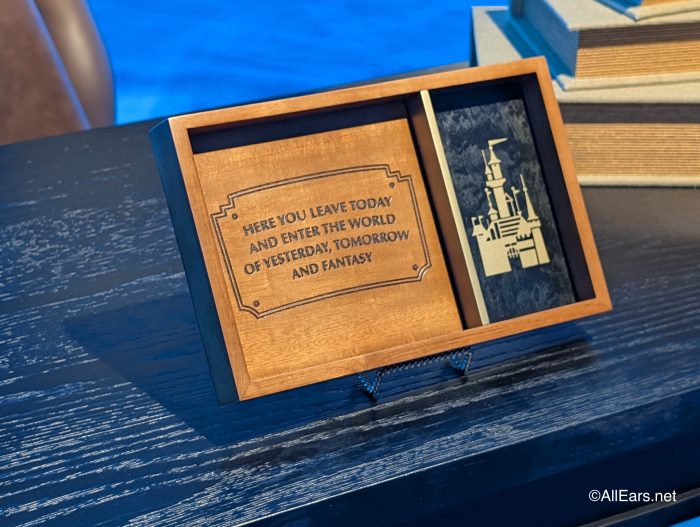 HERE YOU LEAVE TODAY
AND ENTER THE WORLD
OF YESTERDAY, TOMORROW
AND FANTASY
©AllEars.net